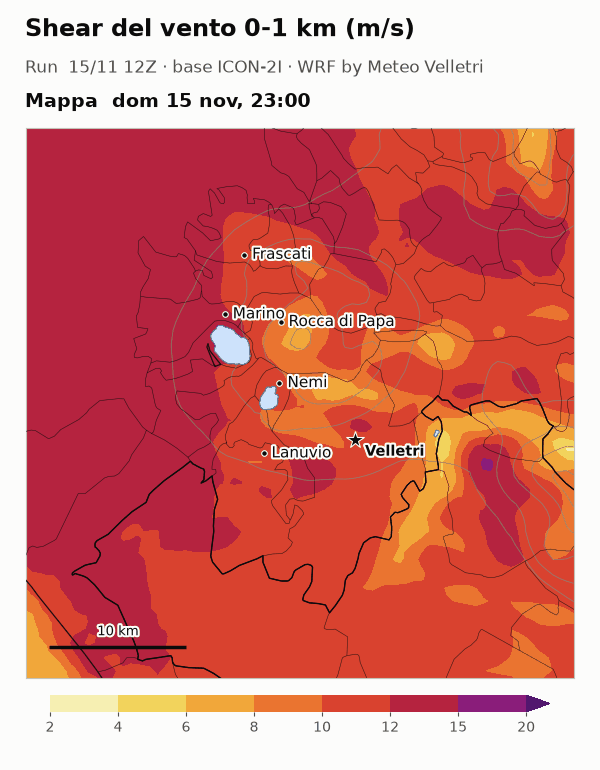 Shear del vento 0-1 km (m/s)
Run  15/11 12Z · base ICON-2I · WRF by Meteo Velletri
Mappa  dom 15 nov, 23:00
Frascati
Marino
Rocca di Papa
Nemi
Velletri
Lanuvio
10 km
2 4 6 8 10 12 15 20